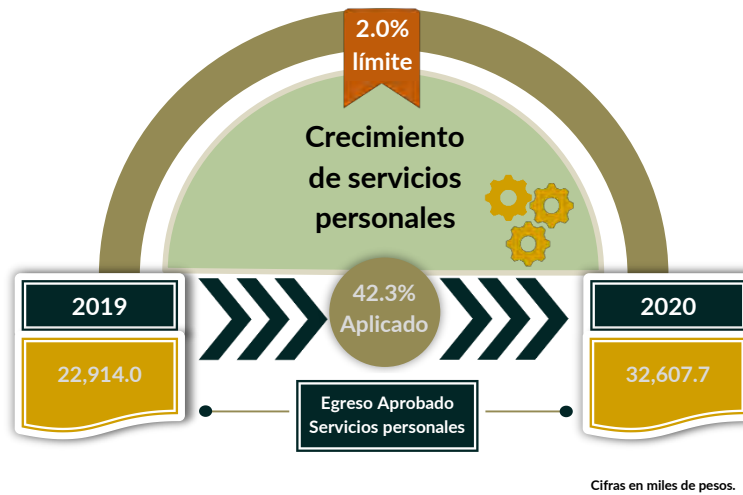 2.0%
límite
Crecimiento
de servicios
personales
2019
42.3%
Aplicado
2020
22,914.0
32,607.7
Egreso Aprobado
Servicios personales
Cifras en miles de pesos.